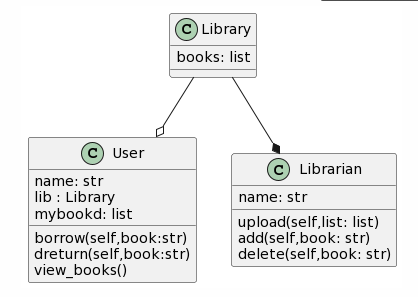 C Library
books: list
C User
name: str
lib : Library
mybookd: list
borrow(self,book:str)
dreturn(self,book:str)
view_books()
C Librarian
name: str
upload(self,list: list)
add(self,book: str)
delete(self,book: str)